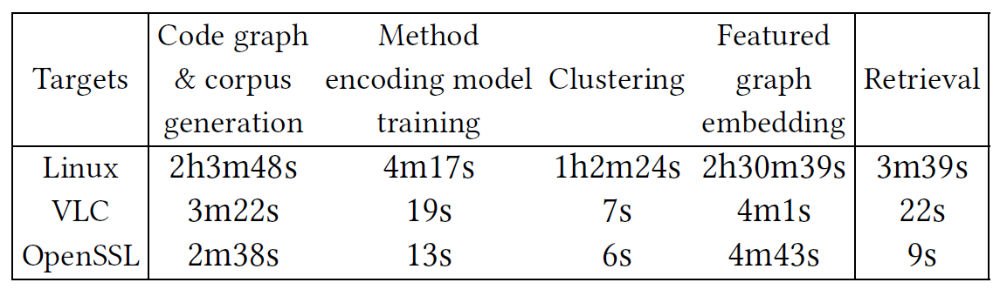 Code graph Method Featured
Targets & corpus encoding model Clustering graph Retrieval
generation training embedding
Linux 2h3m48s 4m17s 1h2m24s 2h30m39s 3m39s
VLC 3m22s 19s 7s 4m1s 22s
OpenSSL 2m38s 13s 6s 4m43s 9s